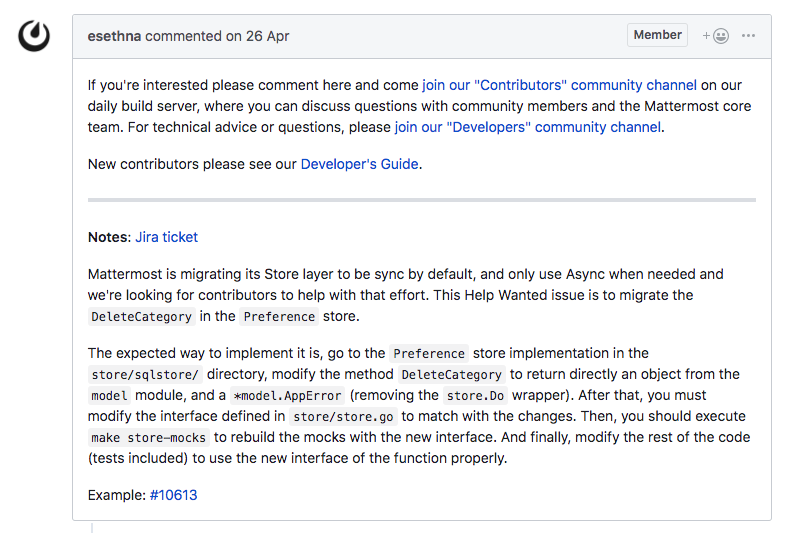 esethna commented on 26 Apr
Member
If you're interested please comment here and come join our "Contributors" community channel on our
daily build server, where you can discuss questions with community members and the Mattermost core
team. For technical advice or questions, please join our "Developers" community channel.
New contributors please see our Developer's Guide.
Notes: Jira ticket
Mattermost is migrating its Store layer to be sync by default, and only use Async when needed and
we're looking for contributors to help with that effort. This Help Wanted issue is to migrate the
DeleteCategory in the Preference store.
The expected way to implement it is, go to the Preference store implementation in the
store/sqlstore/ directory, modify the method DeleteCategory to return directly an object from the
model module, and a *model.AppError (removing the store.Do wrapper). After that, you must
modify the interface defined in store/store.go to match with the changes. Then, you should execute
make store-mocks to rebuild the mocks with the new interface. And finally, modify the rest of the code
(tests included) to use the new interface of the function properly.
Example: #10613